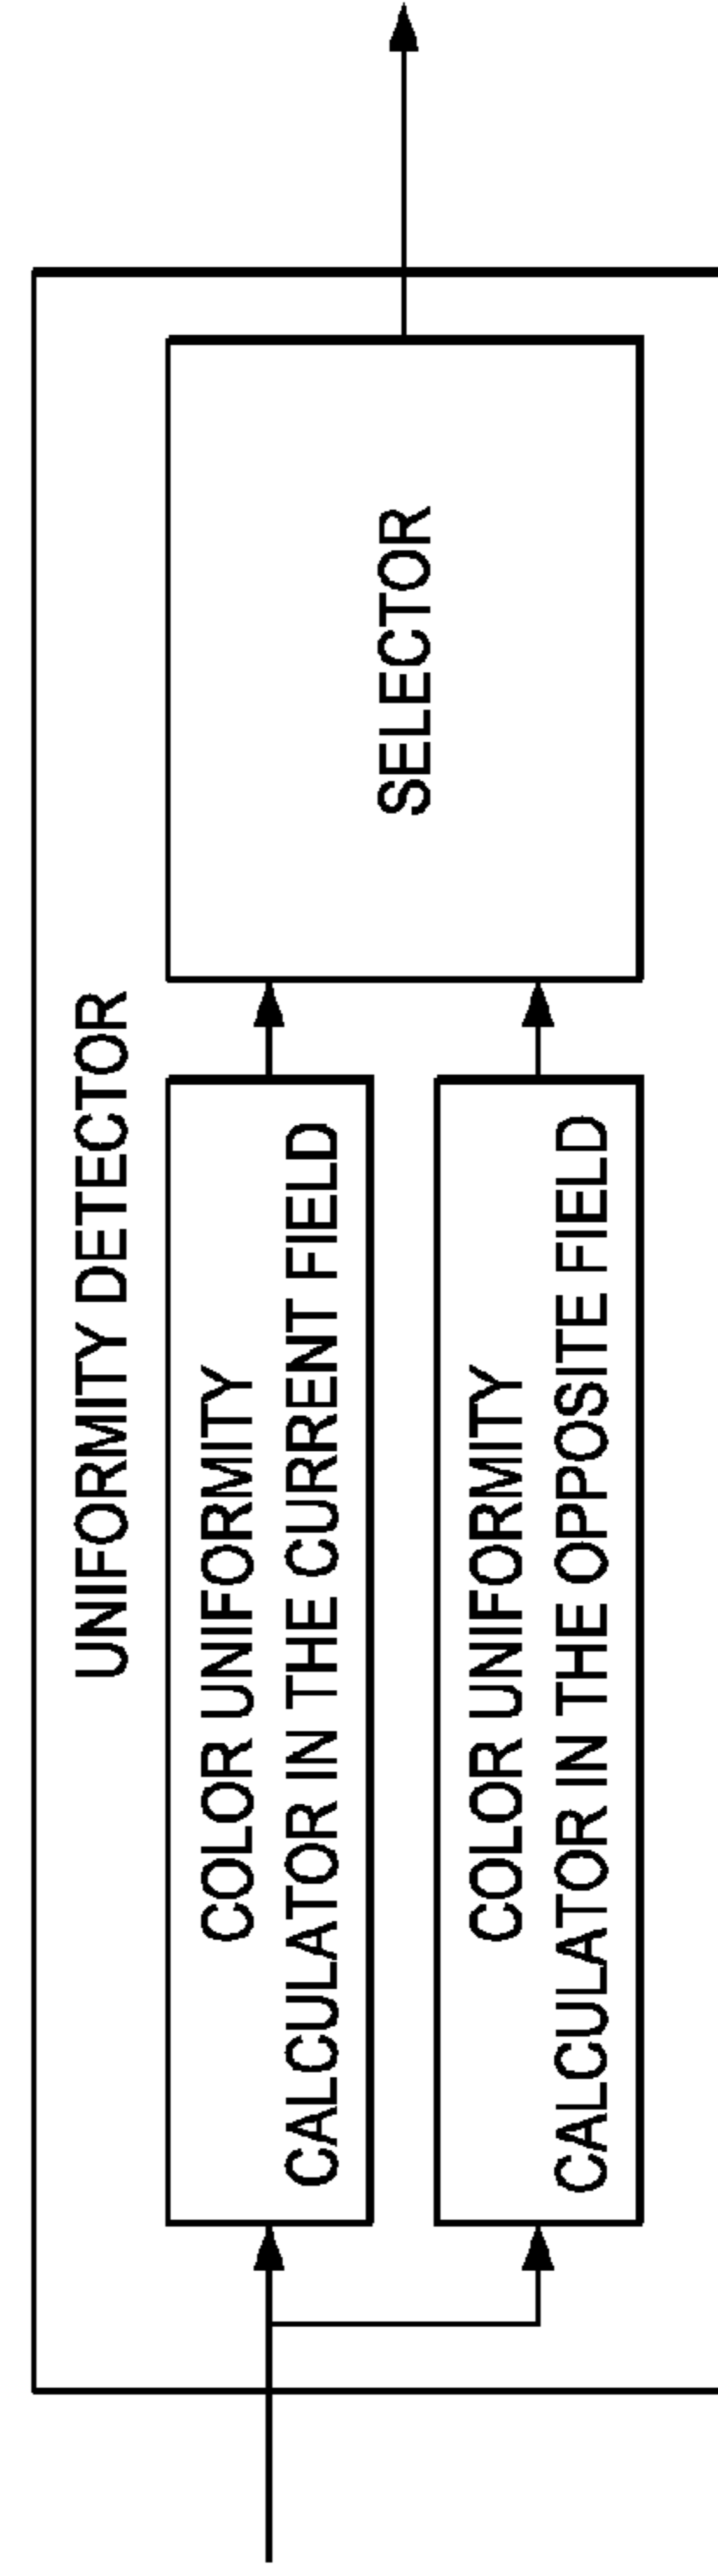 UNIFORMITY DETECTOR
COLOR UNIFORMITY
CALCULATOR IN THE CURRENT FIELD
COLOR UNIFORMITY
CALCULATOR IN THE OPPOSITE FIELD
SELECTOR